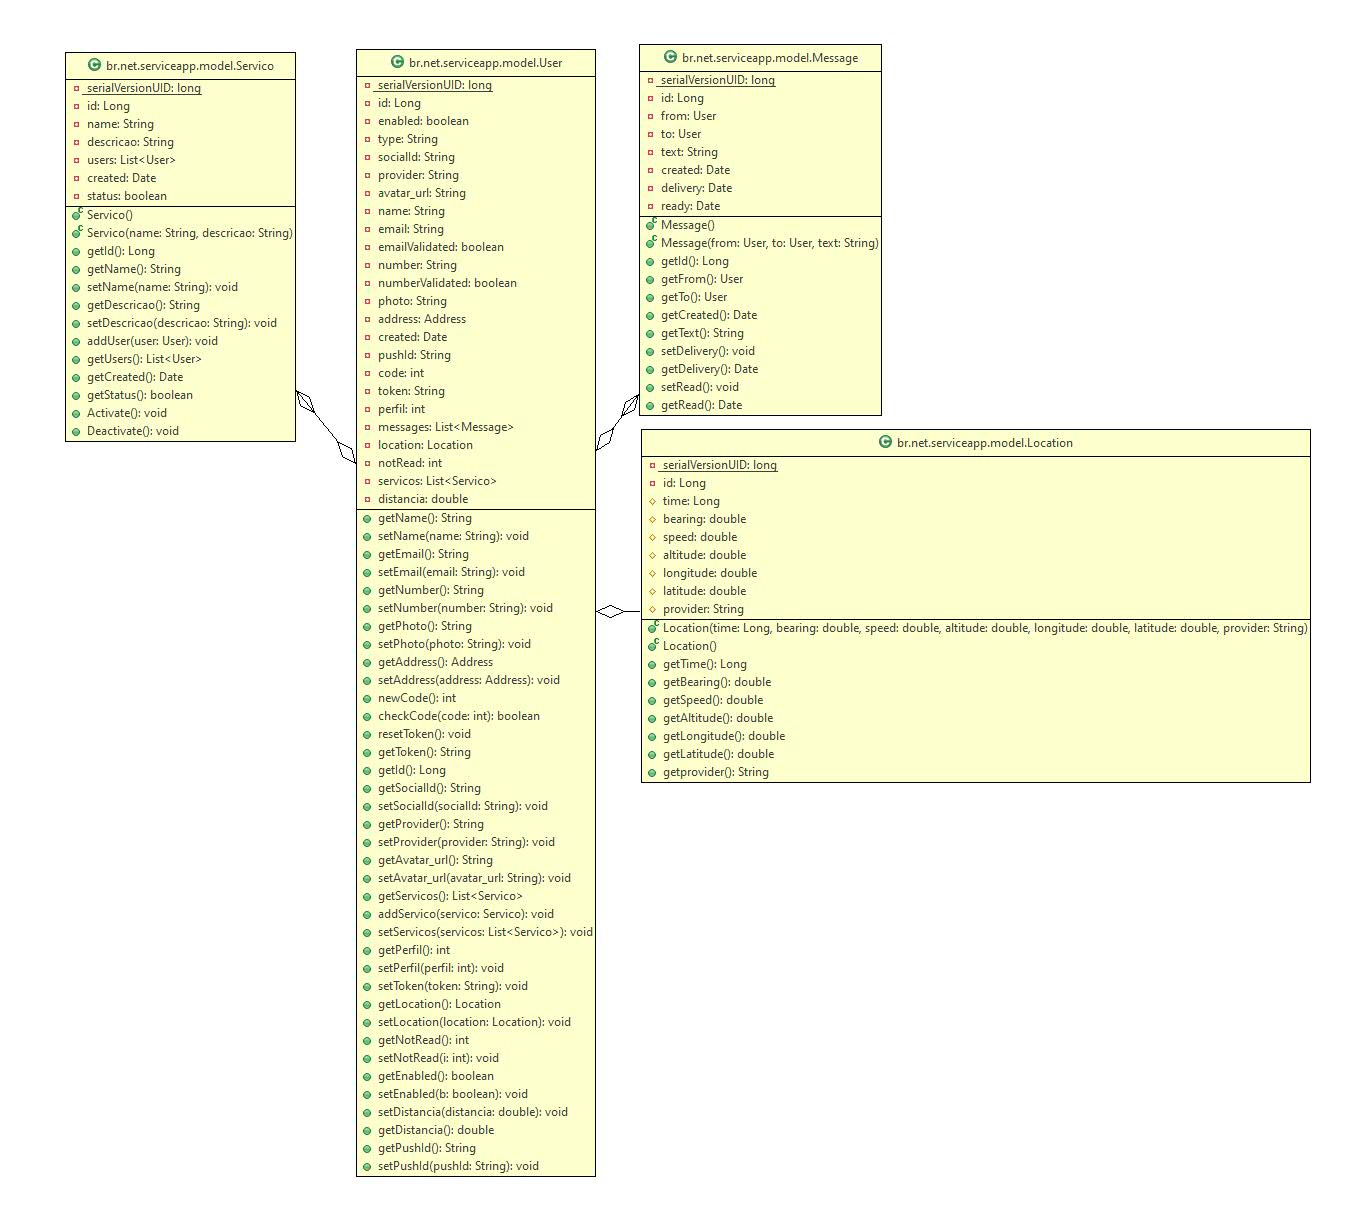 br.net.serviceapp.model.Servico
serialVersionUID: long
id: Long
name: String
descricao: String
users: List<User>
created: Date
status: boolean
Servico()
Servico(name: String, descricao: String)
getId(): Long
getName(): String
setName(name: String): void
getDescricao(): String
setDescricao(descricao: String): void
addUser(user: User): void
getUsers(): List<User>
getCreated(): Date
getStatus(): boolean
Activate(): void
Deactivate(): void
br.net.serviceapp.model.User
serialVersionUID: long
id: Long
enabled: boolean
type: String
socialId: String
provider: String
avatar_url: String
name: String
email: String
emailValidated: boolean
number: String
numberValidated: boolean
photo: String
address: Address
created: Date
pushId: String
code: int
token: String
perfil: int
messages: List<Message>
location: Location
notRead: int
servicos: List<Servico>
distancia: double
getName(): String
setName(name: String): void
getEmail(): String
setEmail(email: String): void
getNumber(): String
setNumber(number: String): void
getPhoto(): String
setPhoto(photo: String): void
getAddress(): Address
setAddress(address: Address): void
newCode(): int
checkCode(code: int): boolean
resetToken(): void
getToken(): String
getId(): Long
getSocialId(): String
setSocialId(socialId: String): void
getProvider(): String
setProvider(provider: String): void
getAvatar_url(): String
setAvatar_url(avatar_url: String): void
getServicos(): List<Servico>
addServico(servico: Servico): void
setServicos(servicos: List<Servico>): void
getPerfil(): int
setPerfil(perfil: int): void
setToken(token: String): void
getLocation(): Location
setLocation(location: Location): void
getNotRead(): int
setNotRead(i: int): void
getEnabled(): boolean
setEnabled(b: boolean): void
setDistancia(distancia: double): void
getDistancia(): double
getPushId(): String
setPushId(pushId: String): void
br.net.serviceapp.model.Message
serialVersionUID: long
id: Long
from: User
to: User
text: String
created: Date
delivery: Date
ready: Date
Message()
Message(from: User, to: User, text: String)
getId(): Long
getFrom(): User
getTo(): User
getCreated(): Date
getText(): String
setDelivery(): void
getDelivery(): Date
setRead(): void
getRead(): Date
br.net.serviceapp.model.Location
serialVersionUID: long
id: Long
time: Long
bearing: double
speed: double
altitude: double
longitude: double
latitude: double
provider: String
Location(time: Long, bearing: double, speed: double, altitude: double, longitude: double, latitude: double, provider: String)
Location()
getTime(): Long
getBearing(): double
getSpeed(): double
getAltitude(): double
getLongitude(): double
getLatitude(): double
getprovider(): String